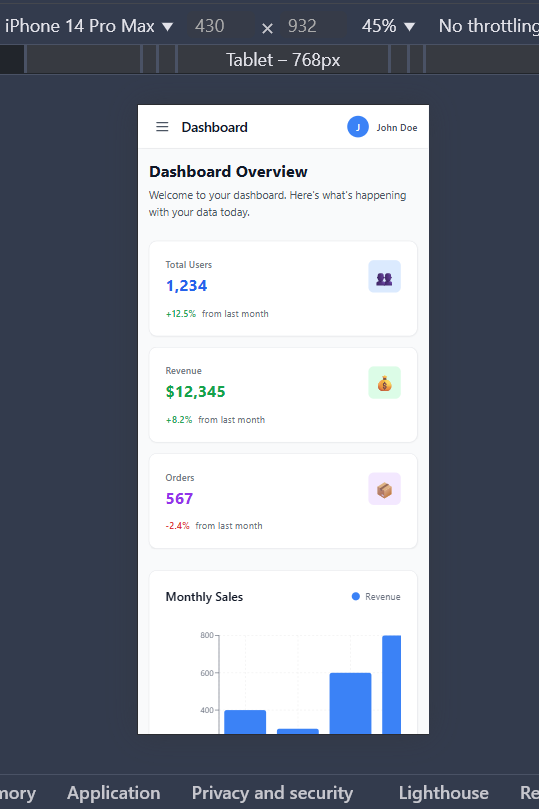 iPhone 14 Pro Max ▼ 430 × 932 45% ▼ No throttling
Tablet – 768px
Dashboard J John Doe
Dashboard Overview
Welcome to your dashboard. Here's what's happening
with your data today.
Total Users
1,234
+12.5% from last month
Revenue
$12,345
+8.2% from last month
Orders
567
-2.4% from last month
Monthly Sales Revenue
800
600
400
mory Application Privacy and security Lighthouse Re